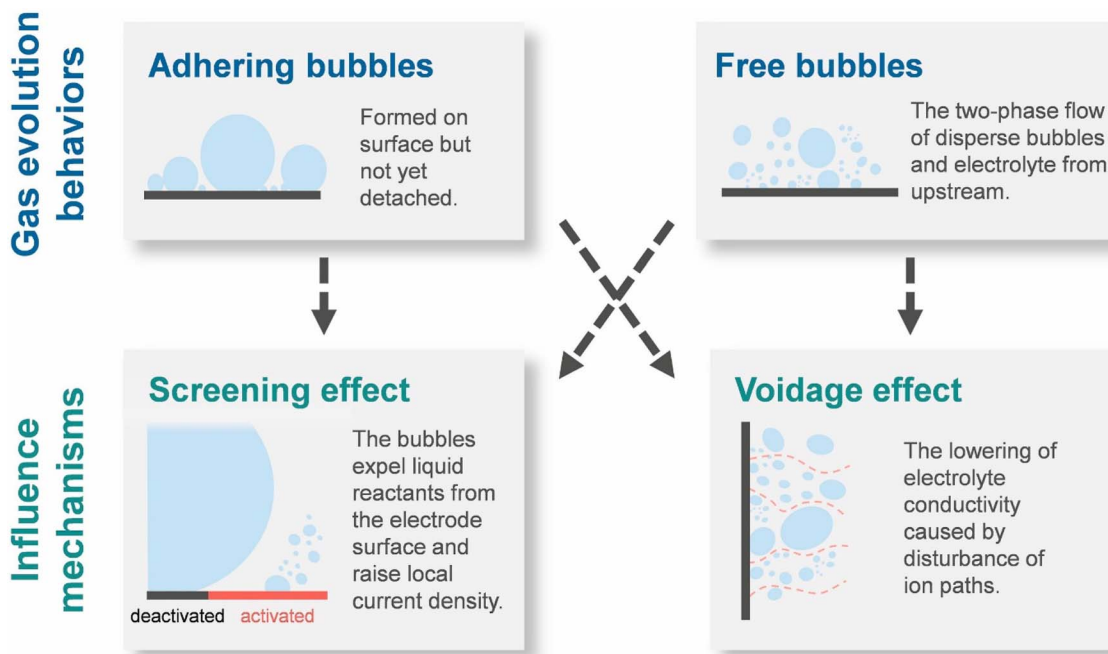 Gas evolution
behaviors
Adhering bubbles
Formed on
surface but
not yet
detached.
Free bubbles
The two-phase flow
of disperse bubbles
and electrolyte from
upstream.
Influence
mechanisms
Screening effect
The bubbles
expel liquid
reactants from
the electrode
surface and
raise local
current density.
deactivated activated
Voidage effect
The lowering of
electrolyte
conductivity
caused by
disturbance of
ion paths.